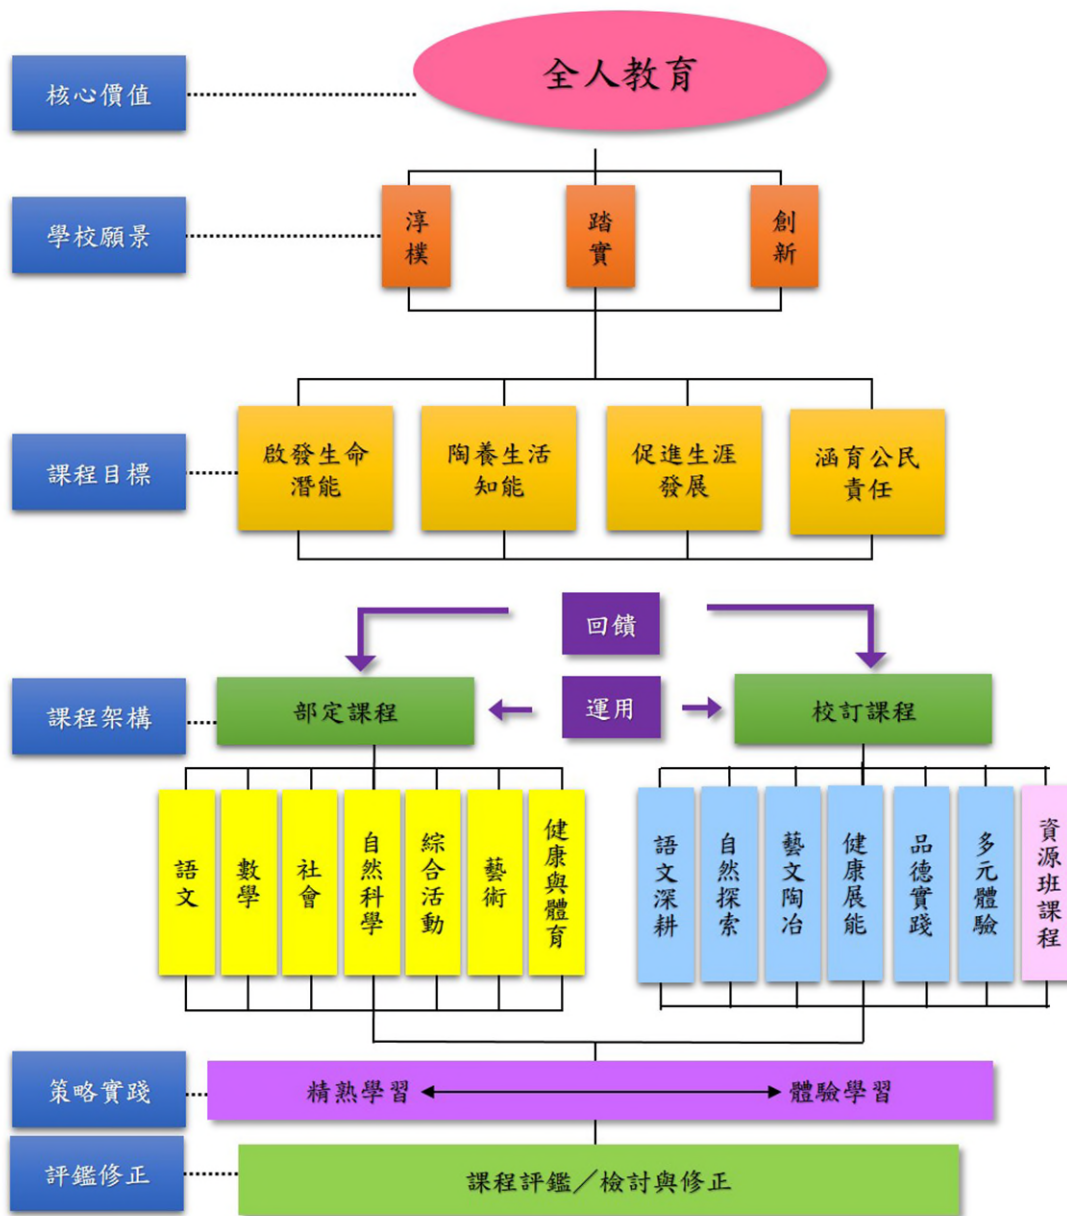 核心價值
全人教育
學校願景
淳樸
踏實
創新
課程目標
啟發生命
潛能
陶養生活
知能
促進生涯
發展
涵育公民
責任
回饋
課程架構
部定課程
運用
校訂課程
語文
數學
社會
自然科學
綜合活動
藝術
健康與體育
語文深耕
自然探索
藝文陶冶
健康展能
品德實踐
多元體驗
資源班課程
策略實踐
精熟學習
體驗學習
評鑑修正
課程評鑑／檢討與修正